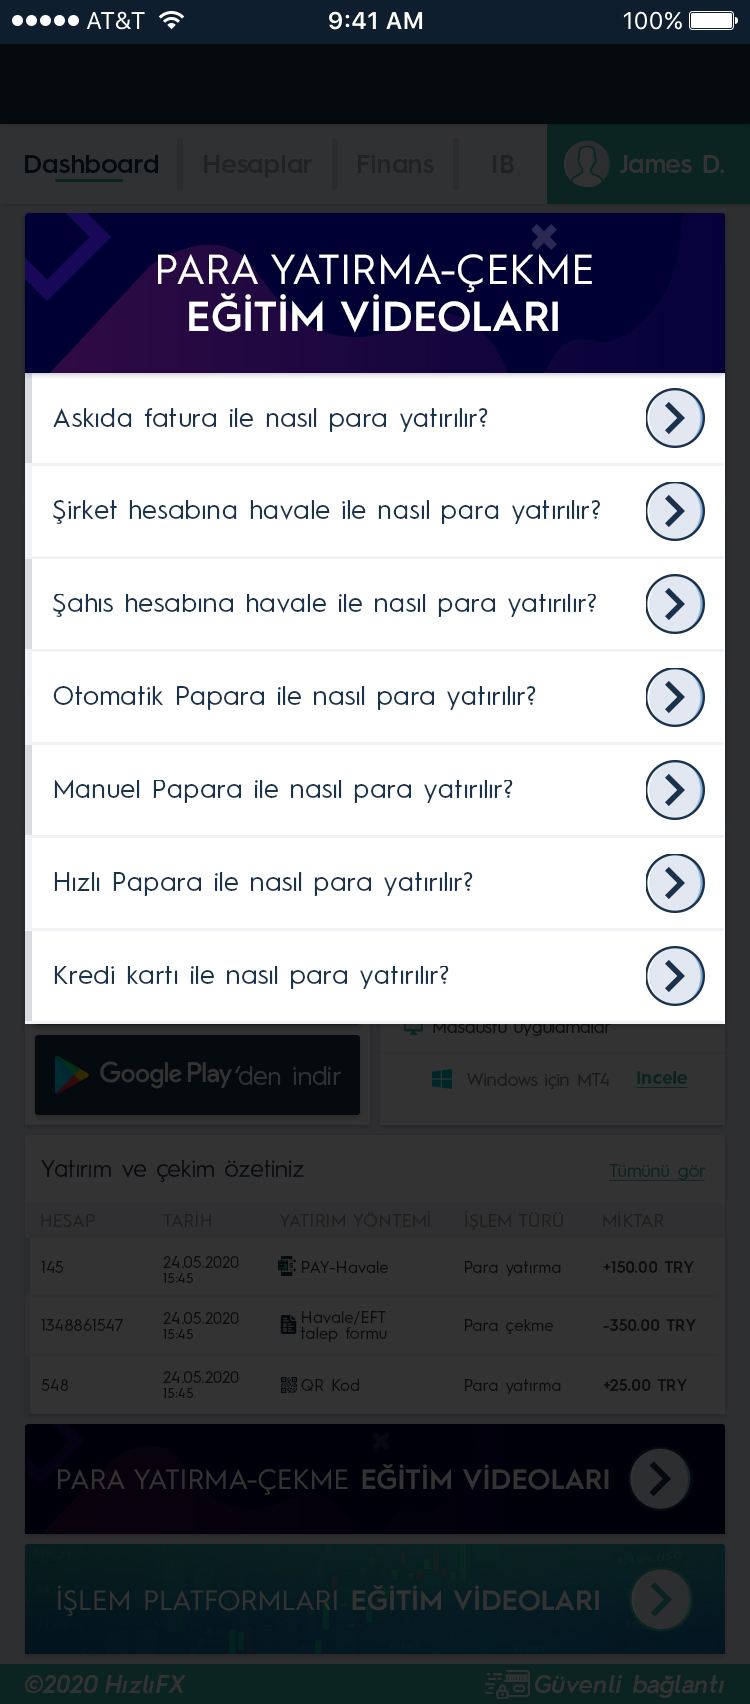 AT&T 9:41 AM 100%
Dashboard Hesaplar Finans IB James D.
PARA YATIRMA-ÇEKME
EĞİTİM VİDEOLARI
Askıda fatura ile nasıl para yatırılır?
Şirket hesabına havale ile nasıl para yatırılır?
Şahıs hesabına havale ile nasıl para yatırılır?
Otomatik Papara ile nasıl para yatırılır?
Manuel Papara ile nasıl para yatırılır?
Hızlı Papara ile nasıl para yatırılır?
Kredi kartı ile nasıl para yatırılır?
Masaüstü uygulamalar
Google Play'den indir
Windows için MT4 İncele
Yatırım ve çekim özetiniz Tümünü gör
HESAP TARİH YATIRIM YÖNTEMİ İŞLEM TÜRÜ MİKTAR
145 24.05.2020 15:45 PAY-Havale Para yatırma +150.00 TRY
1348861547 24.05.2020 15:45 Havale/EFT talep formu Para çekme -350.00 TRY
548 24.05.2020 15:45 QR Kod Para yatırma +25.00 TRY
PARA YATIRMA-ÇEKME EĞİTİM VİDEOLARI
İŞLEM PLATFORMLARI EĞİTİM VİDEOLARI
©2020 HızlıFX Güvenli bağlantı